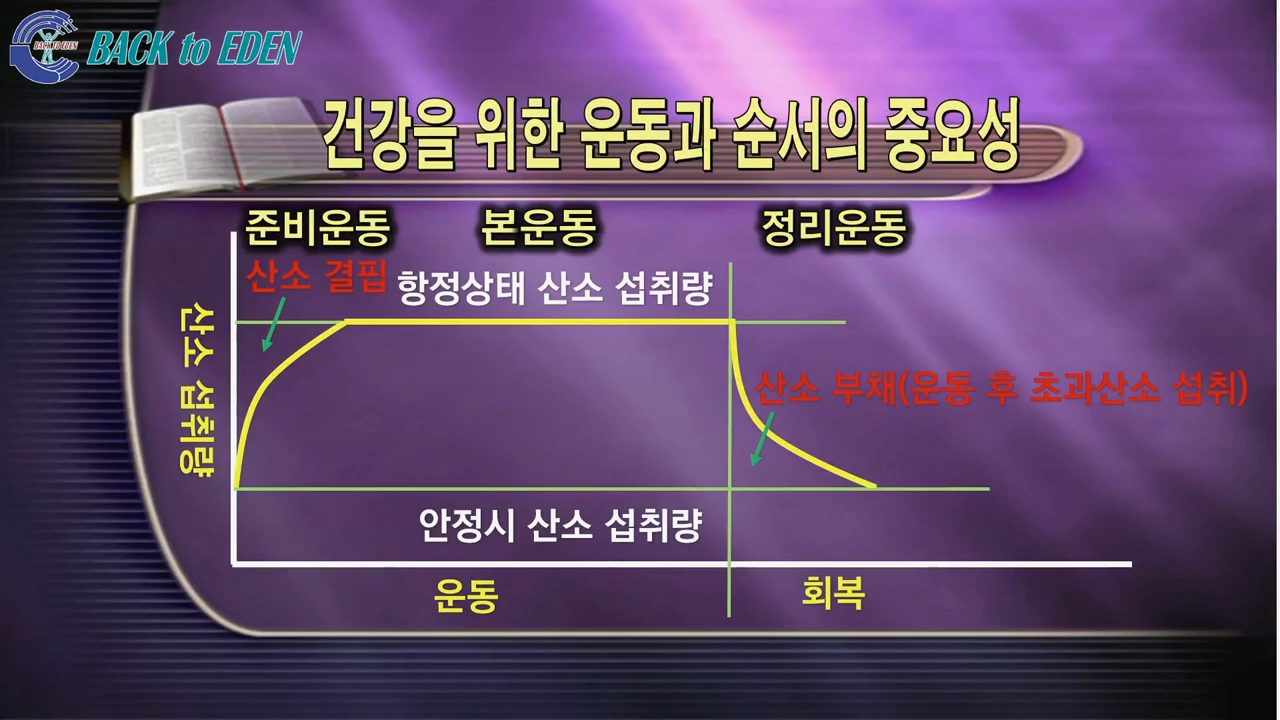 BACK TO EDEN
BACK to EDEN
건강을 위한 운동과 순서의 중요성
준비운동
본운동
정리운동
산소 결핍
항정상태 산소 섭취량
산소 섭취량
산소 부채(운동 후 초과산소 섭취)
안정시 산소 섭취량
운동
회복